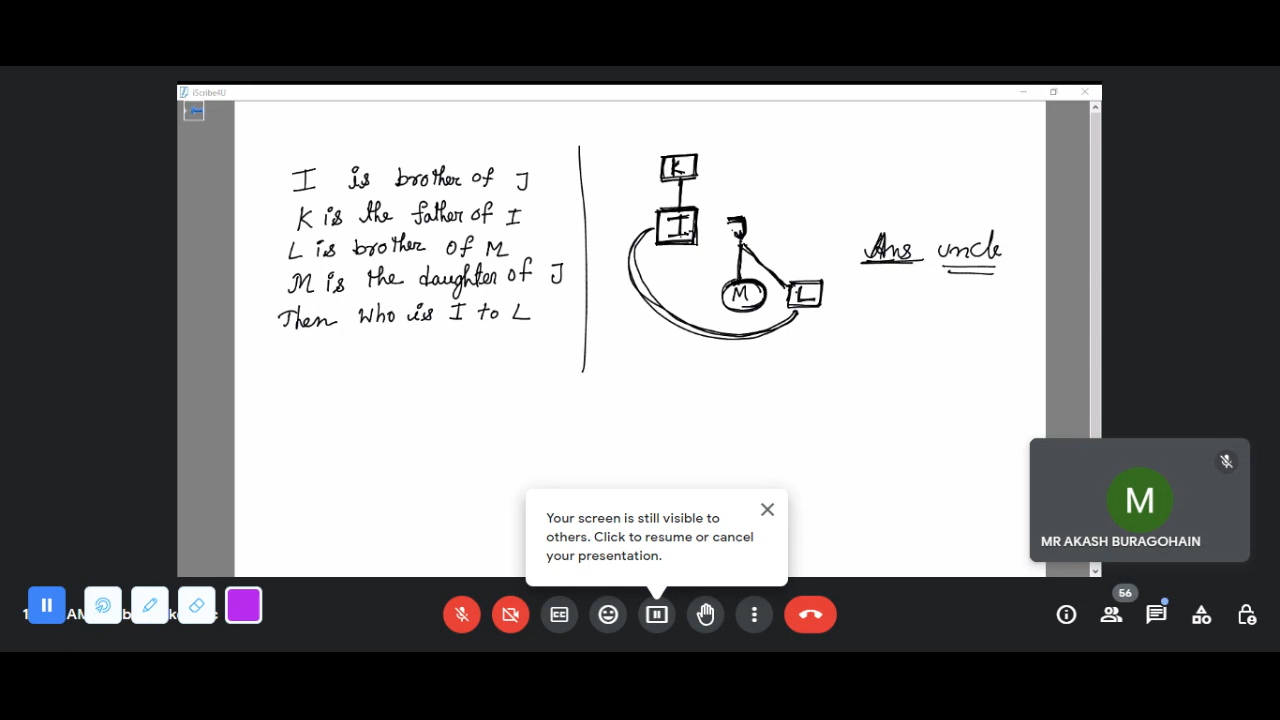 iScribe4U
I is brother of J
K is the father of I
L is brother of M
M is the daughter of J
Then Who is I to L
K
I J
M L
Ans uncle
Your screen is still visible to
others. Click to resume or cancel
your presentation.
M
MR AKASH BURAGOHAIN
56